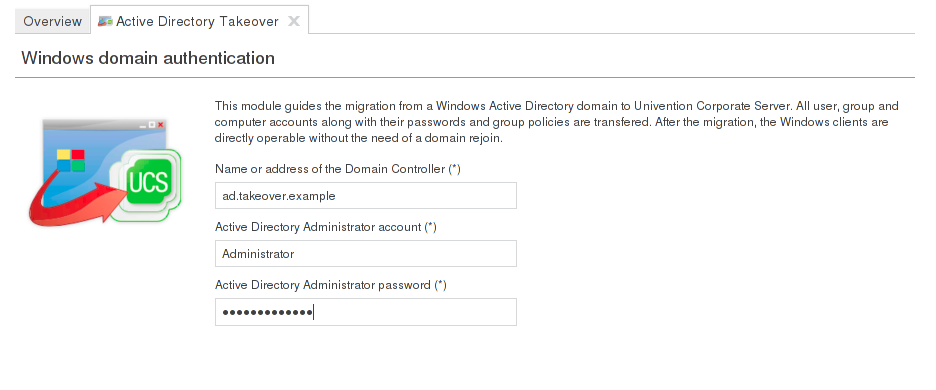 Overview
Active Directory Takeover
Windows domain authentication
This module guides the migration from a Windows Active Directory domain to Univention Corporate Server. All user, group and
computer accounts along with their passwords and group policies are transfered. After the migration, the Windows clients are
directly operable without the need of a domain rejoin.
UCS
Name or address of the Domain Controller (*)
ad.takeover.example
Active Directory Administrator account (*)
Administrator
Active Directory Administrator password (*)
•••••••••••••